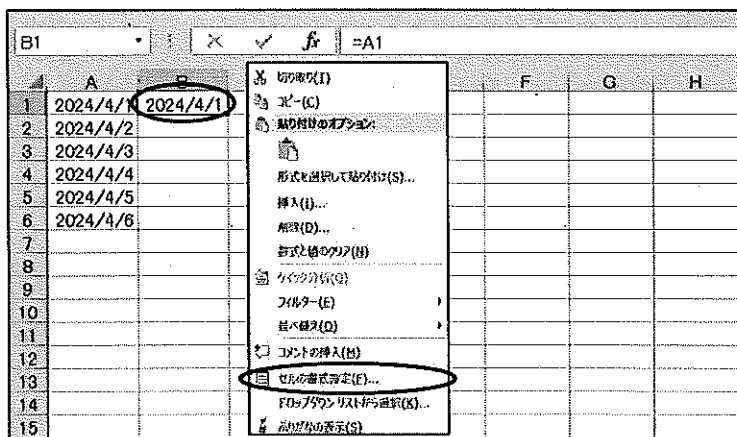 B1 =A1
A B F G H
1 2024/4/1 2024/4/1
2 2024/4/2
3 2024/4/3
4 2024/4/4
5 2024/4/5
6 2024/4/6
7
8
9
10
11
12
13
14
15
切り取り(T)
コピー(C)
貼り付けのオプション:
形式を選択して貼り付け(S)...
挿入(I)...
削除(D)...
数式と値のクリア(N)
クイック分析(Q)
フィルター(E)
並べ替え(O)
コメントの挿入(M)
セルの書式設定(F)...
ドロップダウン リストから選択(K)...
ふりがなの表示(S)